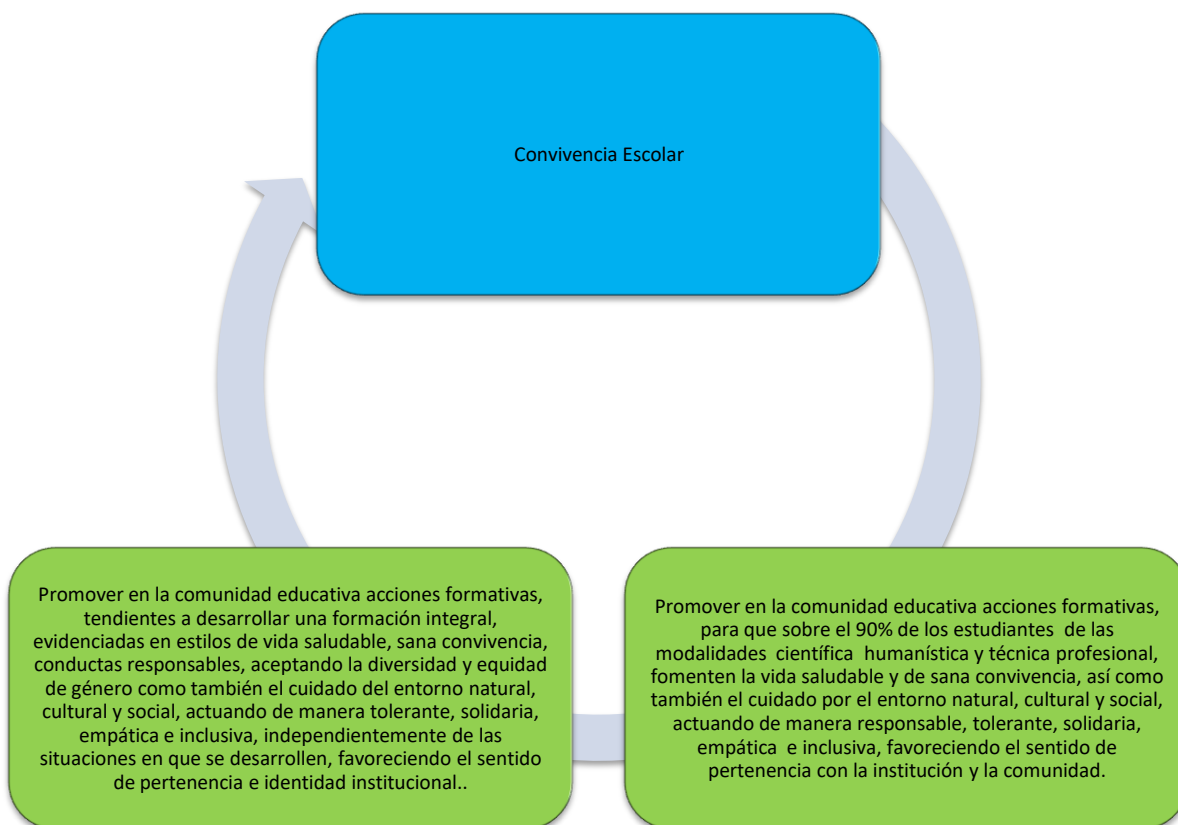 Convivencia Escolar
Promover en la comunidad educativa acciones formativas,
tendientes a desarrollar una formación integral,
evidenciadas en estilos de vida saludable, sana convivencia,
conductas responsables, aceptando la diversidad y equidad
de género como también el cuidado del entorno natural,
cultural y social, actuando de manera tolerante, solidaria,
empática e inclusiva, independientemente de las
situaciones en que se desarrollen, favoreciendo el sentido
de pertenencia e identidad institucional..
Promover en la comunidad educativa acciones formativas,
para que sobre el 90% de los estudiantes de las
modalidades científica humanística y técnica profesional,
fomenten la vida saludable y de sana convivencia, así como
también el cuidado por el entorno natural, cultural y social,
actuando de manera responsable, tolerante, solidaria,
empática e inclusiva, favoreciendo el sentido de
pertenencia con la institución y la comunidad.